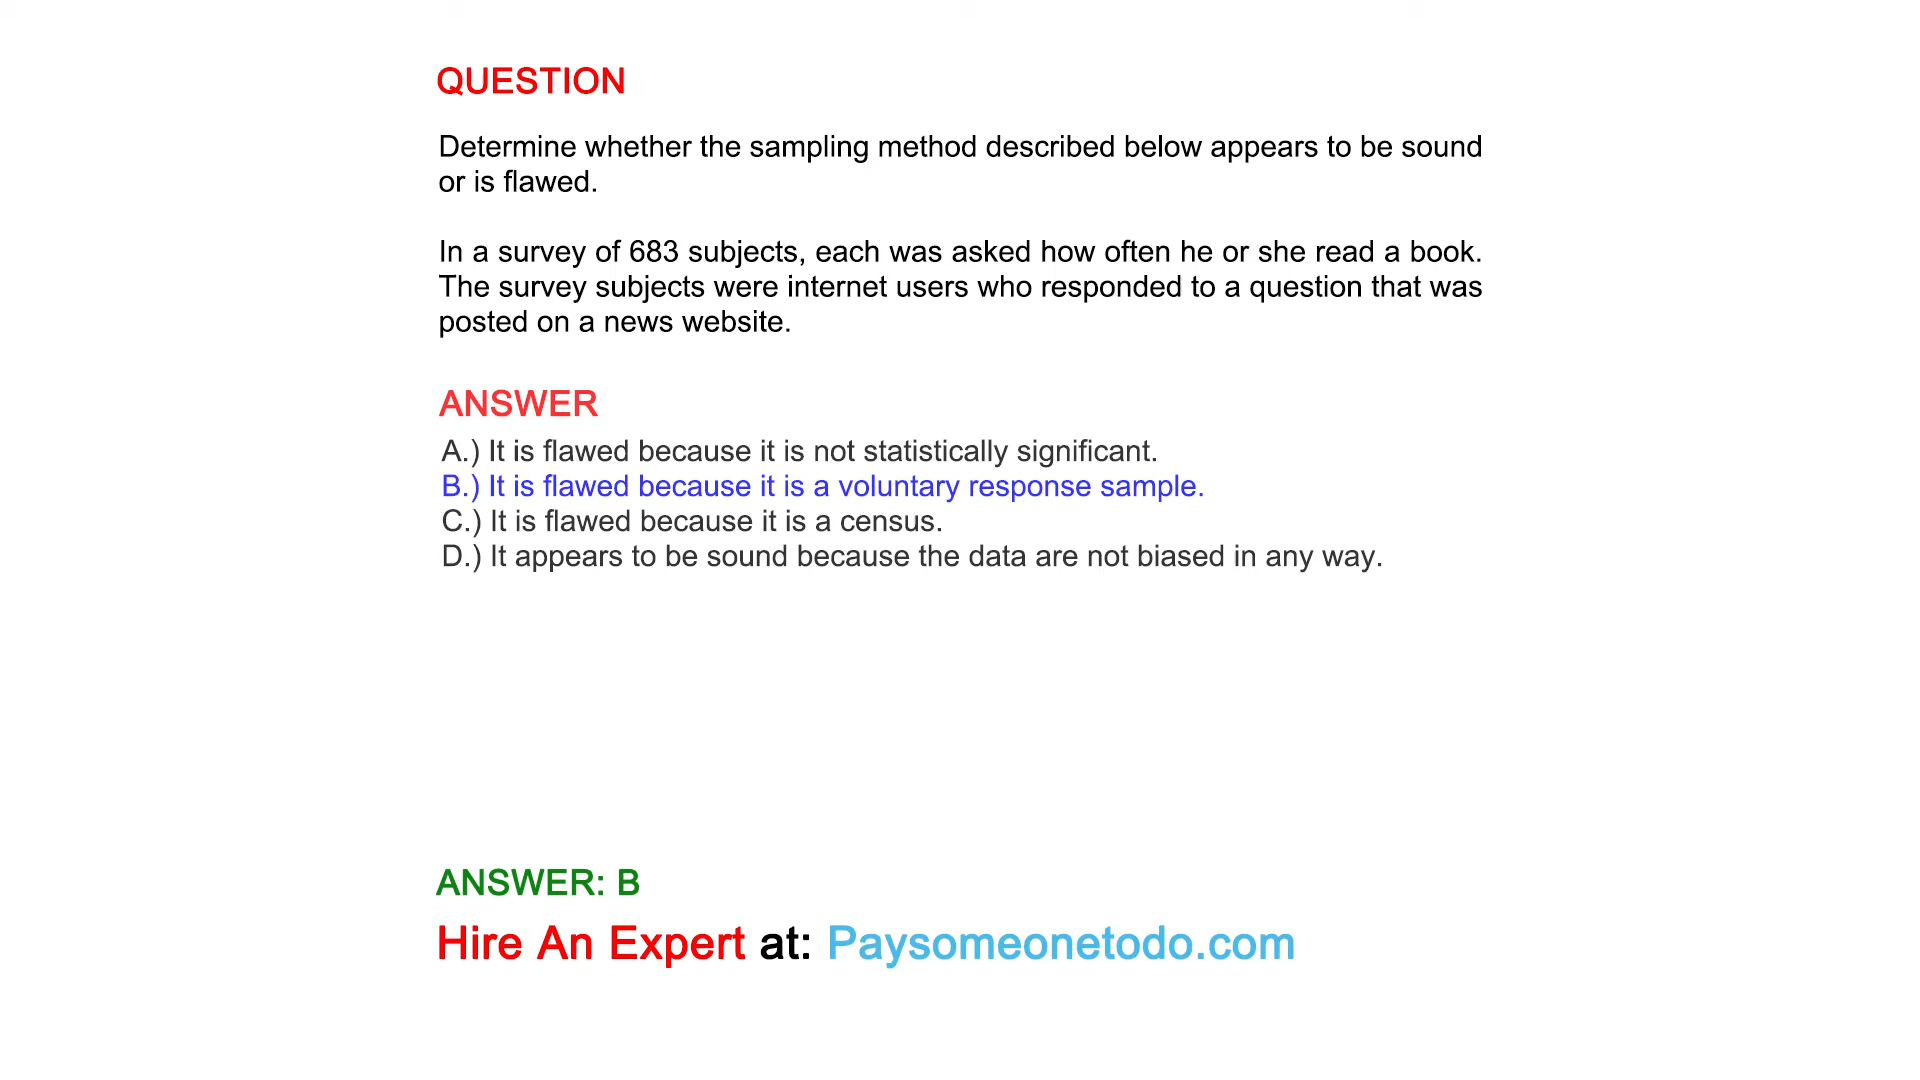 QUESTION
Determine whether the sampling method described below appears to be sound
or is flawed.
In a survey of 683 subjects, each was asked how often he or she read a book.
The survey subjects were internet users who responded to a question that was
posted on a news website.
ANSWER
A.) It is flawed because it is not statistically significant.
B.) It is flawed because it is a voluntary response sample.
C.) It is flawed because it is a census.
D.) It appears to be sound because the data are not biased in any way.
ANSWER: B
Hire An Expert at: Paysomeonetodo.com